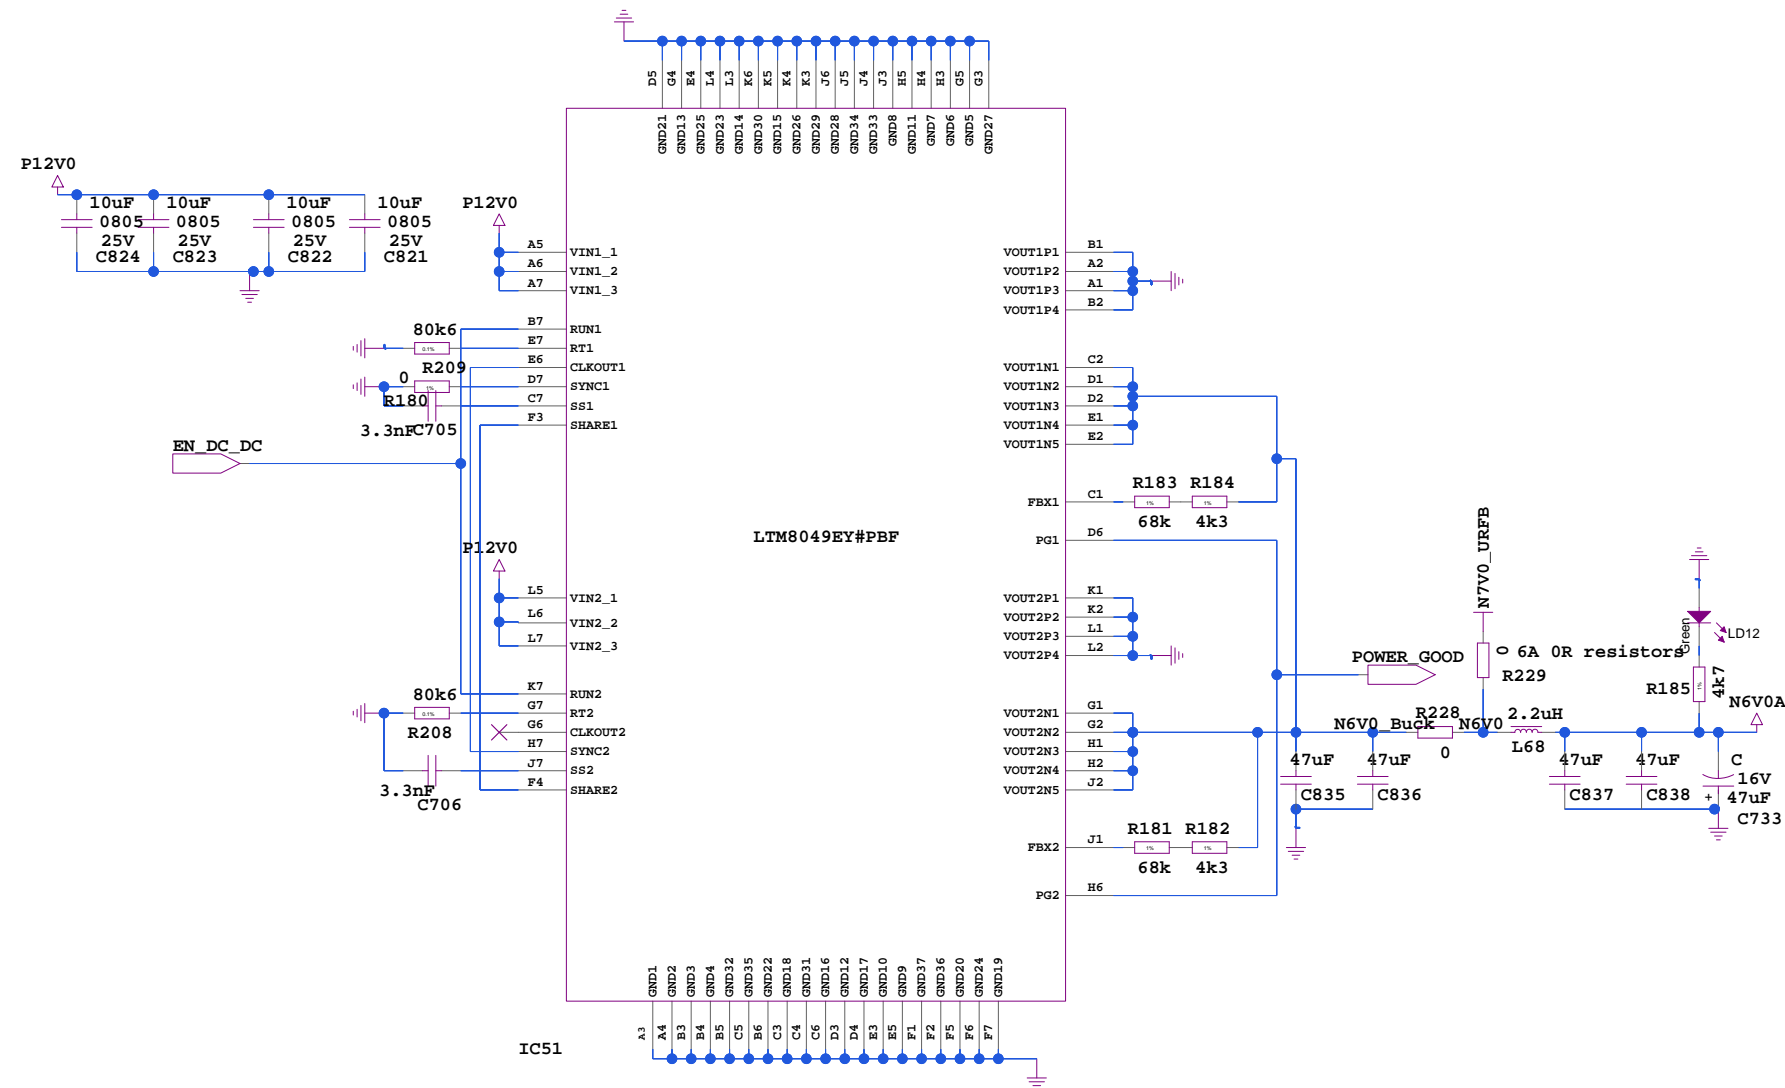 D5 G4 E4 L4 L3 K6 K5 K4 K3 J6 J5 J4 J3 H5 H4 H3 G5 G3
GND21 GND13 GND25 GND23 GND14 GND30 GND15 GND26 GND29 GND28 GND34 GND33 GND8 GND11 GND7 GND6 GND5 GND27
P12V0
10uF 10uF 10uF 10uF
0805 0805 0805 0805
25V 25V 25V 25V
C824 C823 C822 C821
P12V0
A5 VIN1_1
A6 VIN1_2
A7 VIN1_3
B7 RUN1
80k6
0.1%
E7 RT1
R209
E6 CLKOUT1
0
1%
D7 SYNC1
R180
C7 SS1
3.3nF
C705
F3 SHARE1
EN_DC_DC
LTM8049EY#PBF
P12V0
L5 VIN2_1
L6 VIN2_2
L7 VIN2_3
K7 RUN2
80k6
0.1%
G7 RT2
R208
G6 CLKOUT2
H7 SYNC2
J7 SS2
3.3nF
C706
F4 SHARE2
VOUT1P1 B1
VOUT1P2 A2
VOUT1P3 A1
VOUT1P4 B2
VOUT1N1 C2
VOUT1N2 D1
VOUT1N3 D2
VOUT1N4 E1
VOUT1N5 E2
FBX1 C1
R183 R184
1% 1%
68k 4k3
PG1 D6
VOUT2P1 K1
VOUT2P2 K2
VOUT2P3 L1
VOUT2P4 L2
POWER_GOOD
VOUT2N1 G1
VOUT2N2 G2
VOUT2N3 H1
VOUT2N4 H2
VOUT2N5 J2
FBX2 J1
R181 R182
1% 1%
68k 4k3
PG2 H6
N7V0_URFB
0 6A 0R resistors
R229
Green
LD12
R185
1%
4k7
N6V0A
N6V0_Buck
R228
0
N6V0
2.2uH
L68
47uF
C835
47uF
C836
47uF
C837
47uF
C838
C
16V
+
47uF
C733
GND1 GND2 GND3 GND4 GND32 GND35 GND22 GND18 GND31 GND16 GND12 GND17 GND10 GND9 GND37 GND36 GND20 GND24 GND19
A3 A4 B3 B4 B5 C5 B6 C3 C4 C6 D3 D4 E3 E5 F1 F2 F5 F6 F7
IC51